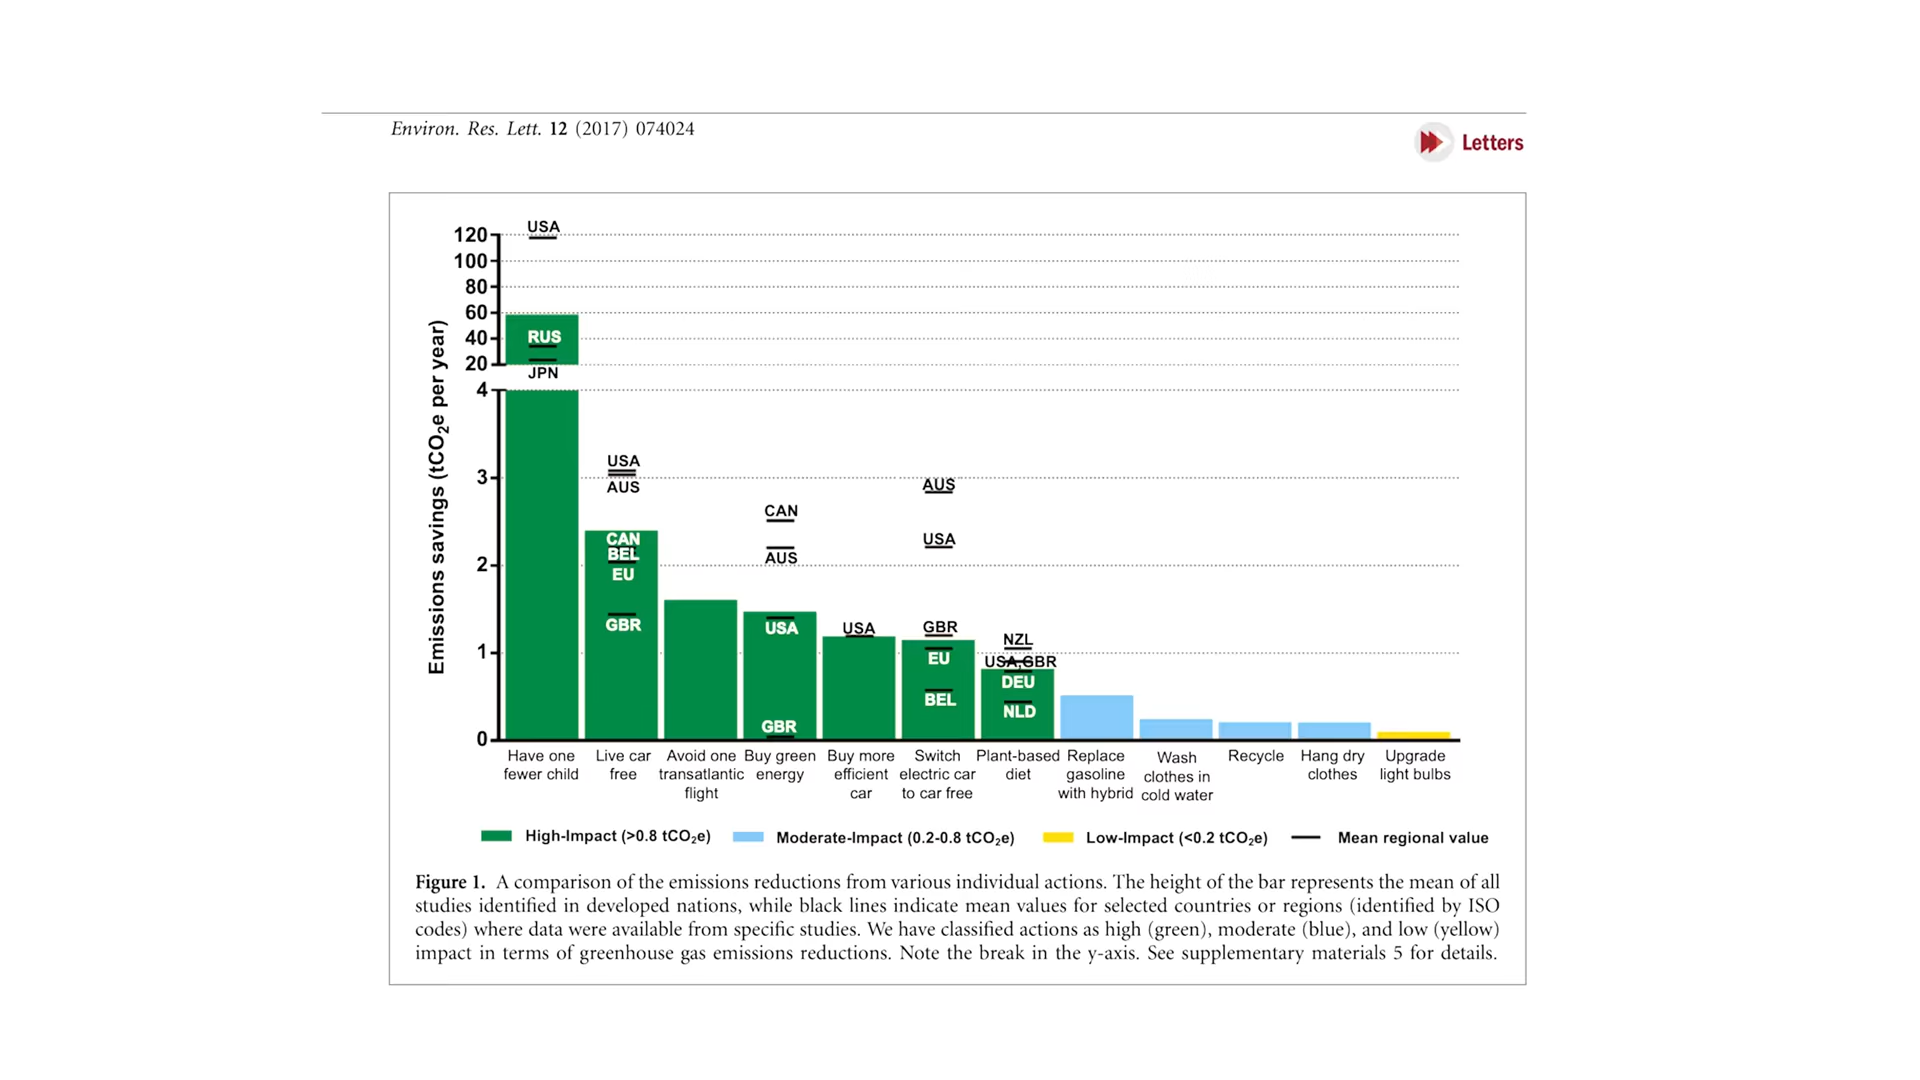 Environ. Res. Lett. 12 (2017) 074024
Letters
Emissions savings (tCO2e per year)
120
100
80
60
40
20
4
3
2
1
0
USA
RUS
JPN
USA
AUS
CAN
BEL
EU
GBR
CAN
AUS
USA
GBR
USA
AUS
USA
GBR
EU
BEL
NZL
USA,GBR
DEU
NLD
Have one
fewer child
Live car
free
Avoid one
transatlantic
flight
Buy green
energy
Buy more
efficient
car
Switch
electric car
to car free
Plant-based
diet
Replace
gasoline
with hybrid
Wash
clothes in
cold water
Recycle
Hang dry
clothes
Upgrade
light bulbs
High-Impact (>0.8 tCO2e)
Moderate-Impact (0.2-0.8 tCO2e)
Low-Impact (<0.2 tCO2e)
Mean regional value
Figure 1. A comparison of the emissions reductions from various individual actions. The height of the bar represents the mean of all
studies identified in developed nations, while black lines indicate mean values for selected countries or regions (identified by ISO
codes) where data were available from specific studies. We have classified actions as high (green), moderate (blue), and low (yellow)
impact in terms of greenhouse gas emissions reductions. Note the break in the y-axis. See supplementary materials 5 for details.